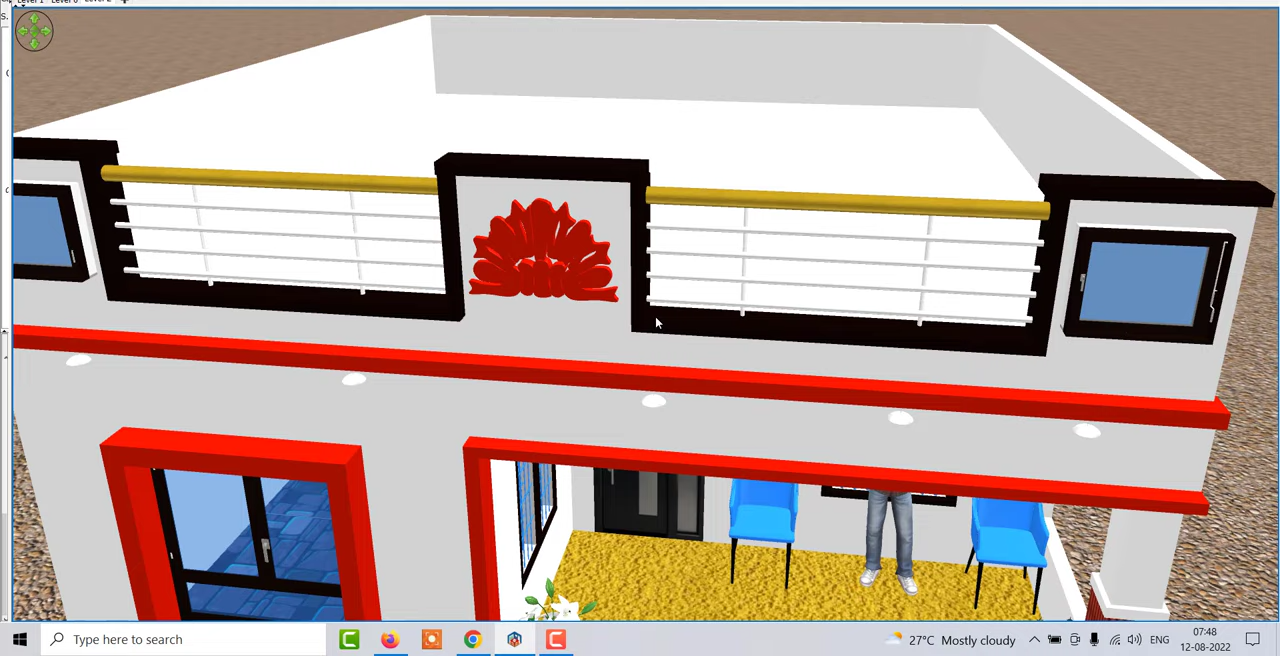 Type here to search
27°C Mostly cloudy
ENG
07:48
12-08-2022